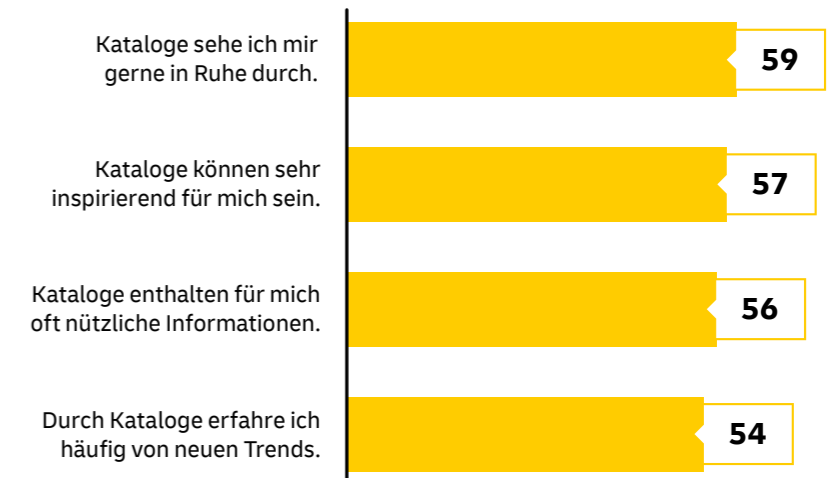 Kataloge sehe ich mir
gerne in Ruhe durch.
59
Kataloge können sehr
inspirierend für mich sein.
57
Kataloge enthalten für mich
oft nützliche Informationen.
56
Durch Kataloge erfahre ich
häufig von neuen Trends.
54